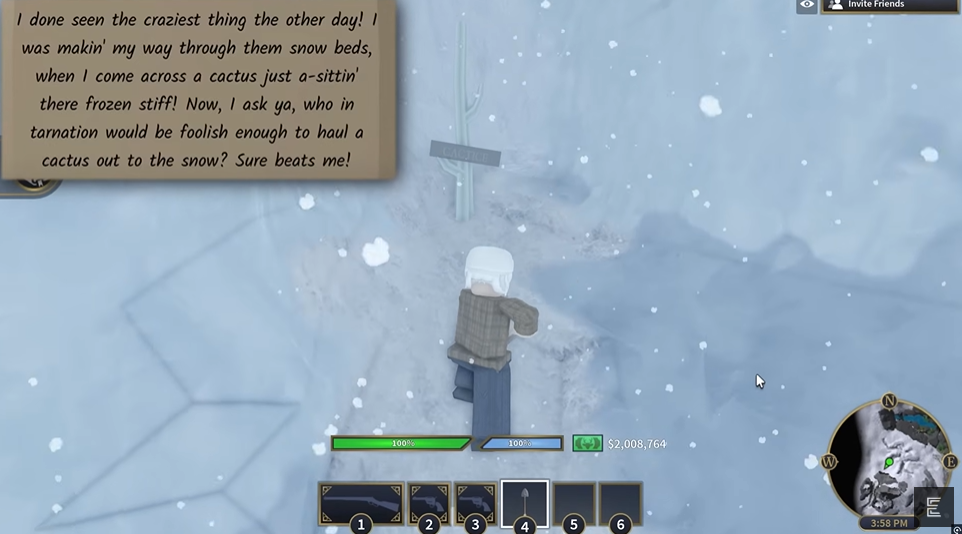 I done seen the craziest thing the other day! I
was makin' my way through them snow beds,
when I come across a cactus just a-sittin'
there frozen stiff! Now, I ask ya, who in
tarnation would be foolish enough to haul a
cactus out to the snow? Sure beats me!
Invite Friends
100%
100%
$2,008,764
N
W
E
E
1
2
3
4
5
6
3:58 PM